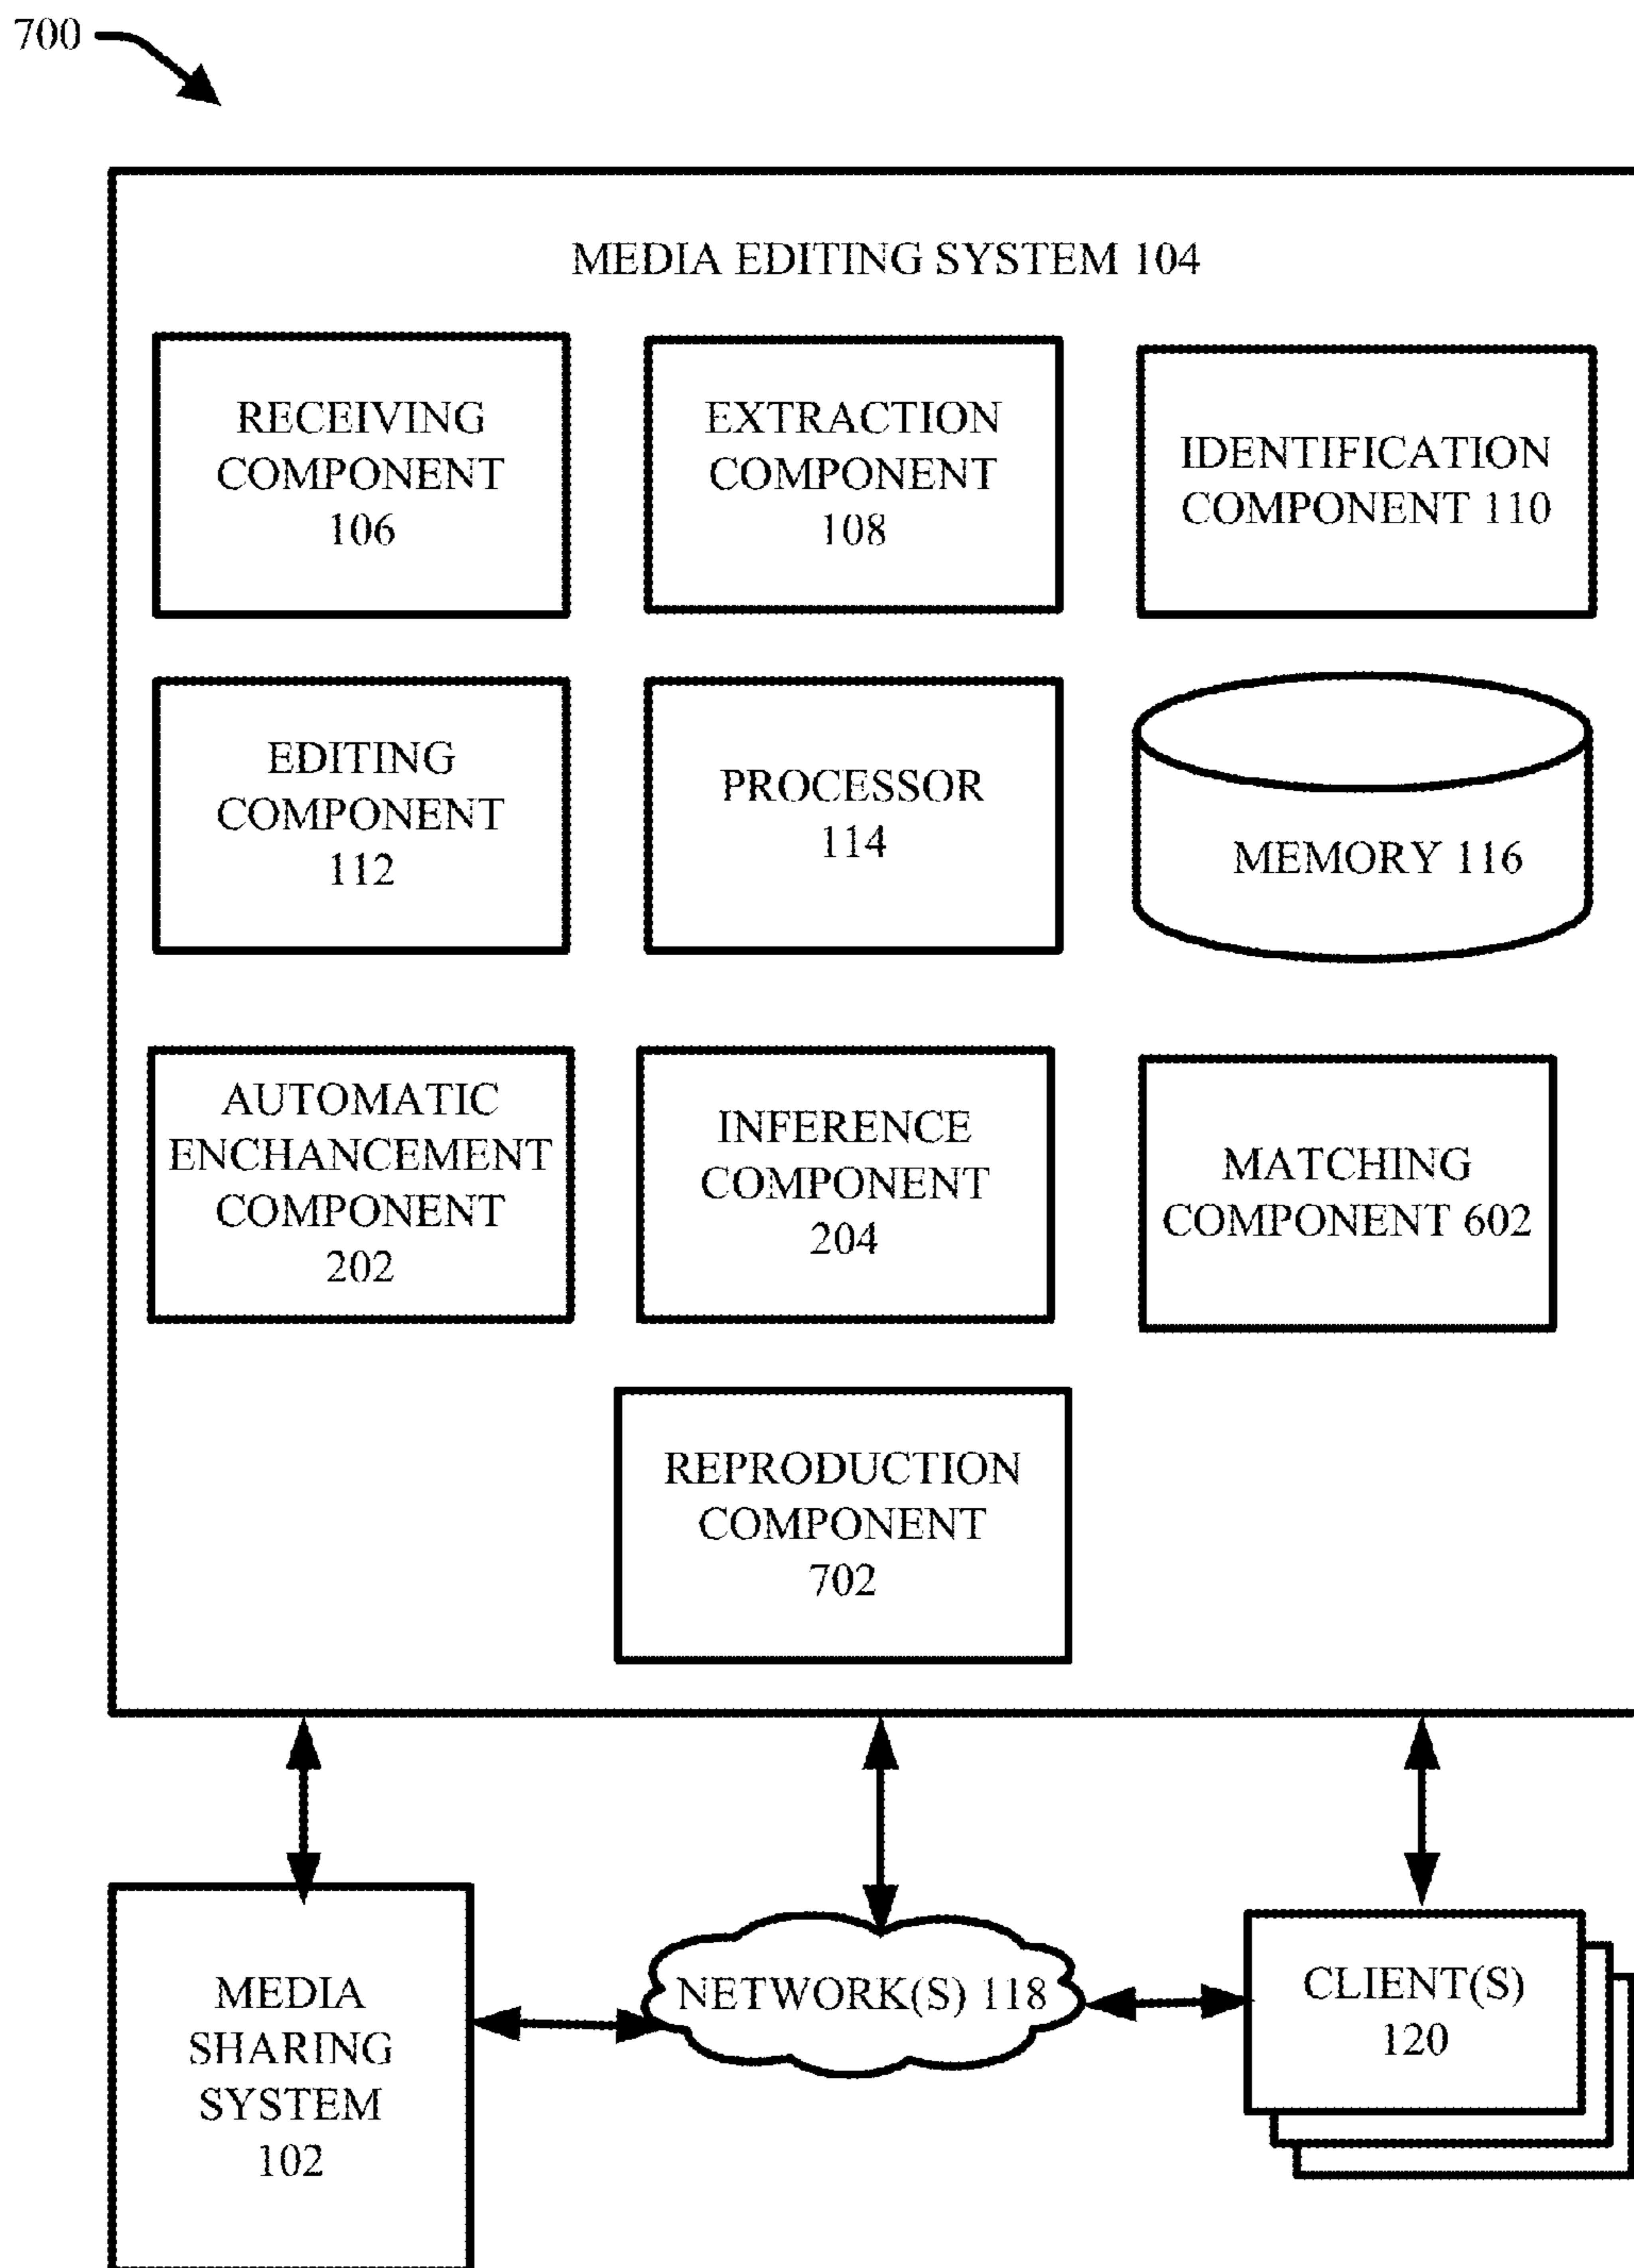 700
MEDIA EDITING SYSTEM 104
RECEIVING
COMPONENT
106
EXTRACTION
COMPONENT
108
IDENTIFICATION
COMPONENT 110
EDITING
COMPONENT
112
PROCESSOR
114
MEMORY 116
AUTOMATIC
ENCHANCEMENT
COMPONENT
202
INFERENCE
COMPONENT
204
MATCHING
COMPONENT 602
REPRODUCTION
COMPONENT
702
MEDIA
SHARING
SYSTEM
102
NETWORK(S) 118
CLIENT(S)
120